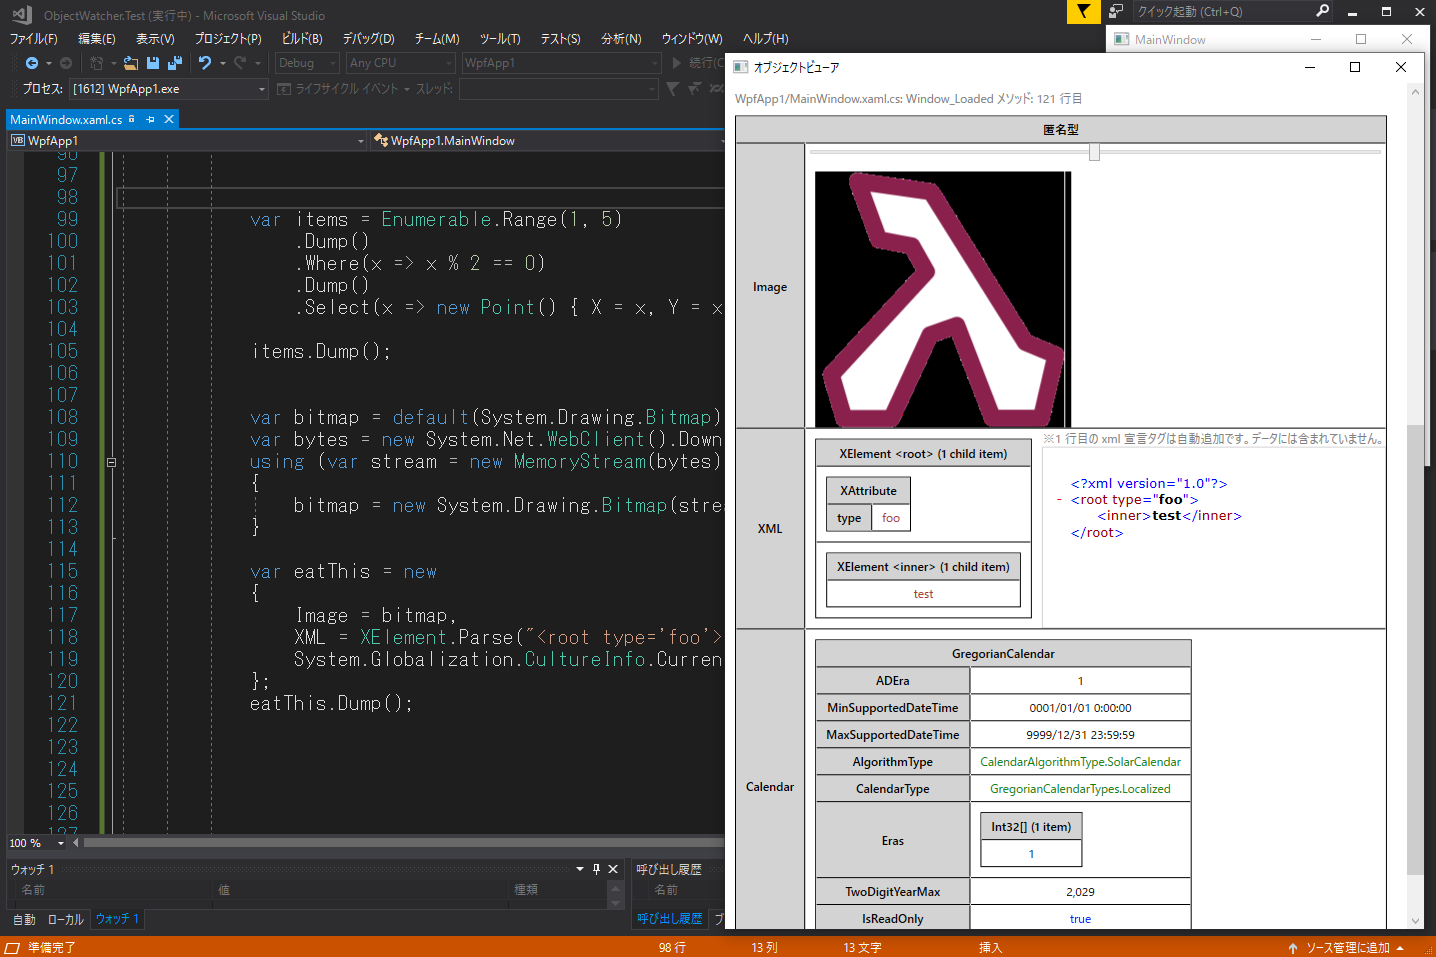 ObjectWatcher.Test (実行中) - Microsoft Visual Studio
クイック起動 (Ctrl+Q)
ファイル(F) 編集(E) 表示(V) プロジェクト(P) ビルド(B) デバッグ(D) チーム(M) ツール(T) テスト(S) 分析(N) ウィンドウ(W) ヘルプ(H)
MainWindow
Debug Any CPU WpfApp1 続行(C
プロセス: [1612] WpfApp1.exe ライフサイクル イベント スレッド:
MainWindow.xaml.cs
WpfApp1 WpfApp1.MainWindow
96
97
98
99 var items = Enumerable.Range(1, 5)
100 .Dump()
101 .Where(x => x % 2 == 0)
102 .Dump()
103 .Select(x => new Point() { X = x, Y = x
104
105 items.Dump();
106
107
108 var bitmap = default(System.Drawing.Bitmap)
109 var bytes = new System.Net.WebClient().Down
110 using (var stream = new MemoryStream(bytes)
111 {
112 bitmap = new System.Drawing.Bitmap(strea
113 }
114
115 var eatThis = new
116 {
117 Image = bitmap,
118 XML = XElement.Parse("<root type='foo'>
119 System.Globalization.CultureInfo.Curren
120 };
121 eatThis.Dump();
122
123
124
125
126
127
100 %
ウォッチ 1
名前 値 種類
自動 ローカル ウォッチ 1
呼び出し履歴
名前
呼び出し履歴 ブ
準備完了 98 行 13 列 13 文字 挿入 ソース管理に追加
オブジェクトビューア
WpfApp1/MainWindow.xaml.cs: Window_Loaded メソッド: 121 行目
匿名型
Image
XML
XElement <root> (1 child item)
XAttribute
type foo
XElement <inner> (1 child item)
test
※1 行目の xml 宣言タグは自動追加です。データには含まれていません。
<?xml version="1.0"?>
- <root type="foo">
<inner>test</inner>
</root>
Calendar
GregorianCalendar
ADEra 1
MinSupportedDateTime 0001/01/01 0:00:00
MaxSupportedDateTime 9999/12/31 23:59:59
AlgorithmType CalendarAlgorithmType.SolarCalendar
CalendarType GregorianCalendarTypes.Localized
Eras
Int32[] (1 item)
1
TwoDigitYearMax 2,029
IsReadOnly true